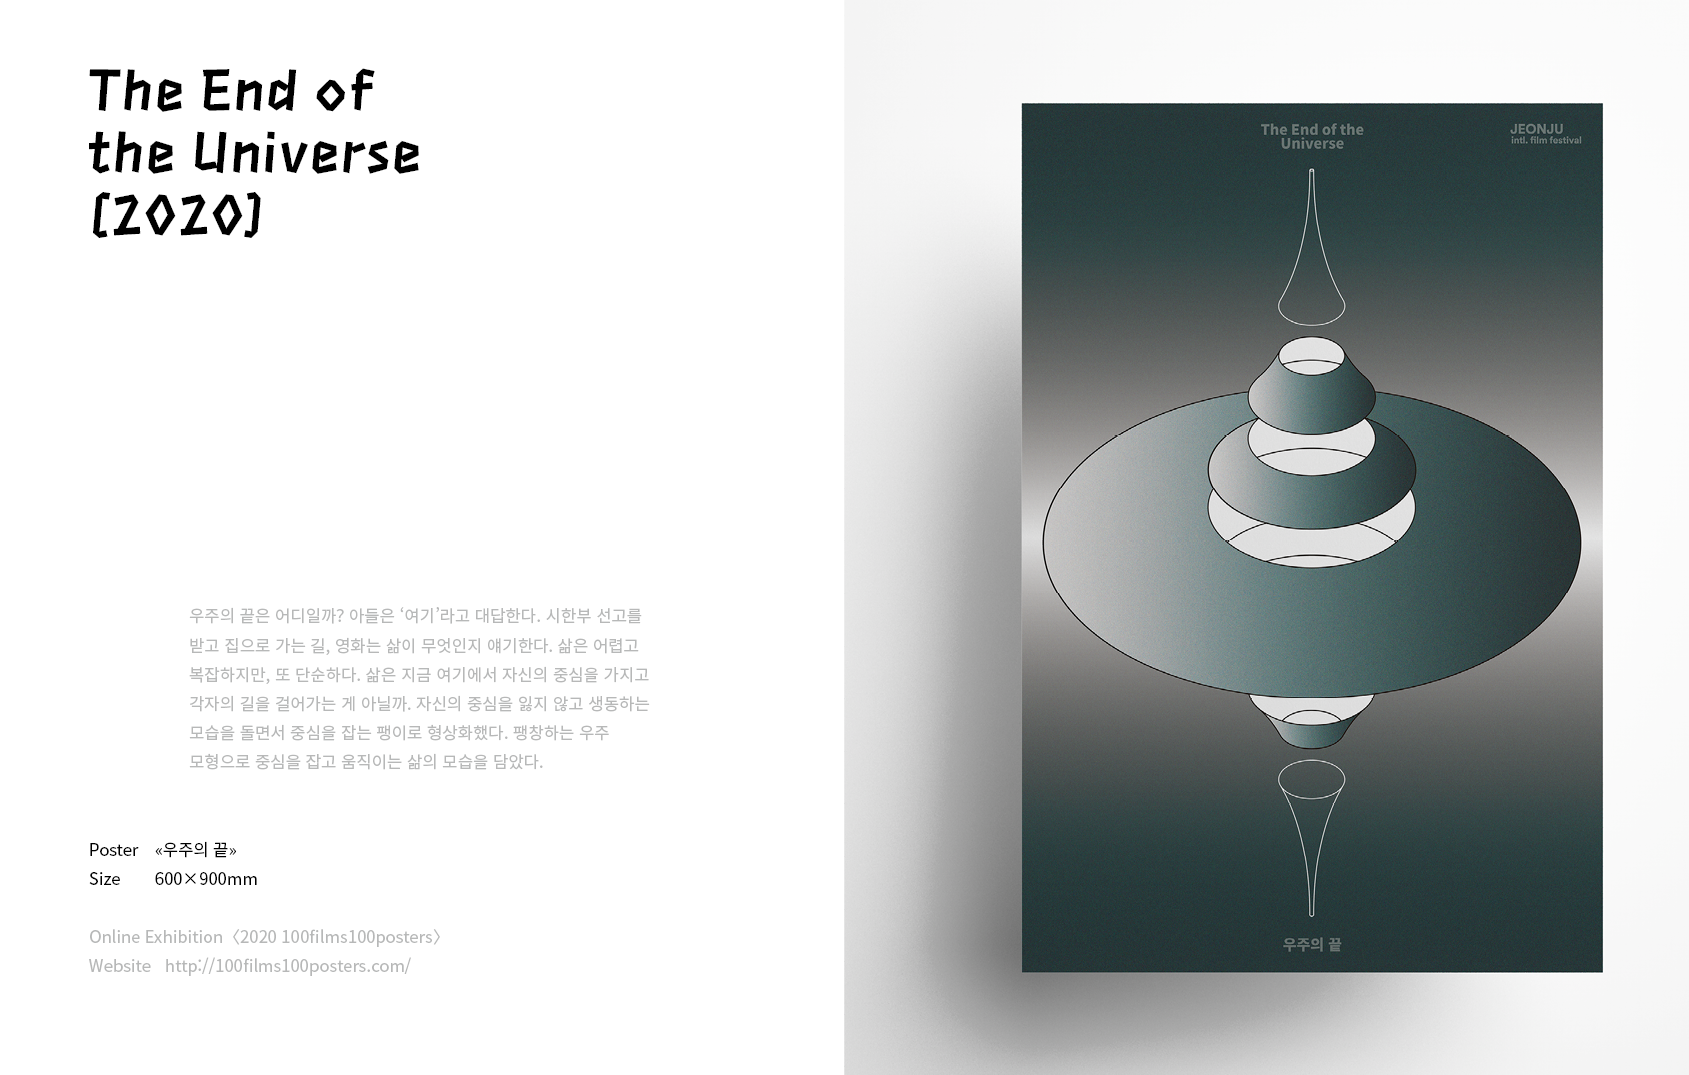 The End of
the Universe
[2020]
우주의 끝은 어디일까? 아들은 ‘여기’라고 대답한다. 시한부 선고를
받고 집으로 가는 길, 영화는 삶이 무엇인지 얘기한다. 삶은 어렵고
복잡하지만, 또 단순하다. 삶은 지금 여기에서 자신의 중심을 가지고
각자의 길을 걸어가는 게 아닐까. 자신의 중심을 잃지 않고 생동하는
모습을 돌면서 중심을 잡는 팽이로 형상화했다. 팽창하는 우주
모형으로 중심을 잡고 움직이는 삶의 모습을 담았다.
Poster «우주의 끝»
Size 600×900mm
Online Exhibition 〈2020 100films100posters〉
Website http://100films100posters.com/
The End of the
Universe
JEONJU
intl. film festival
우주의 끝